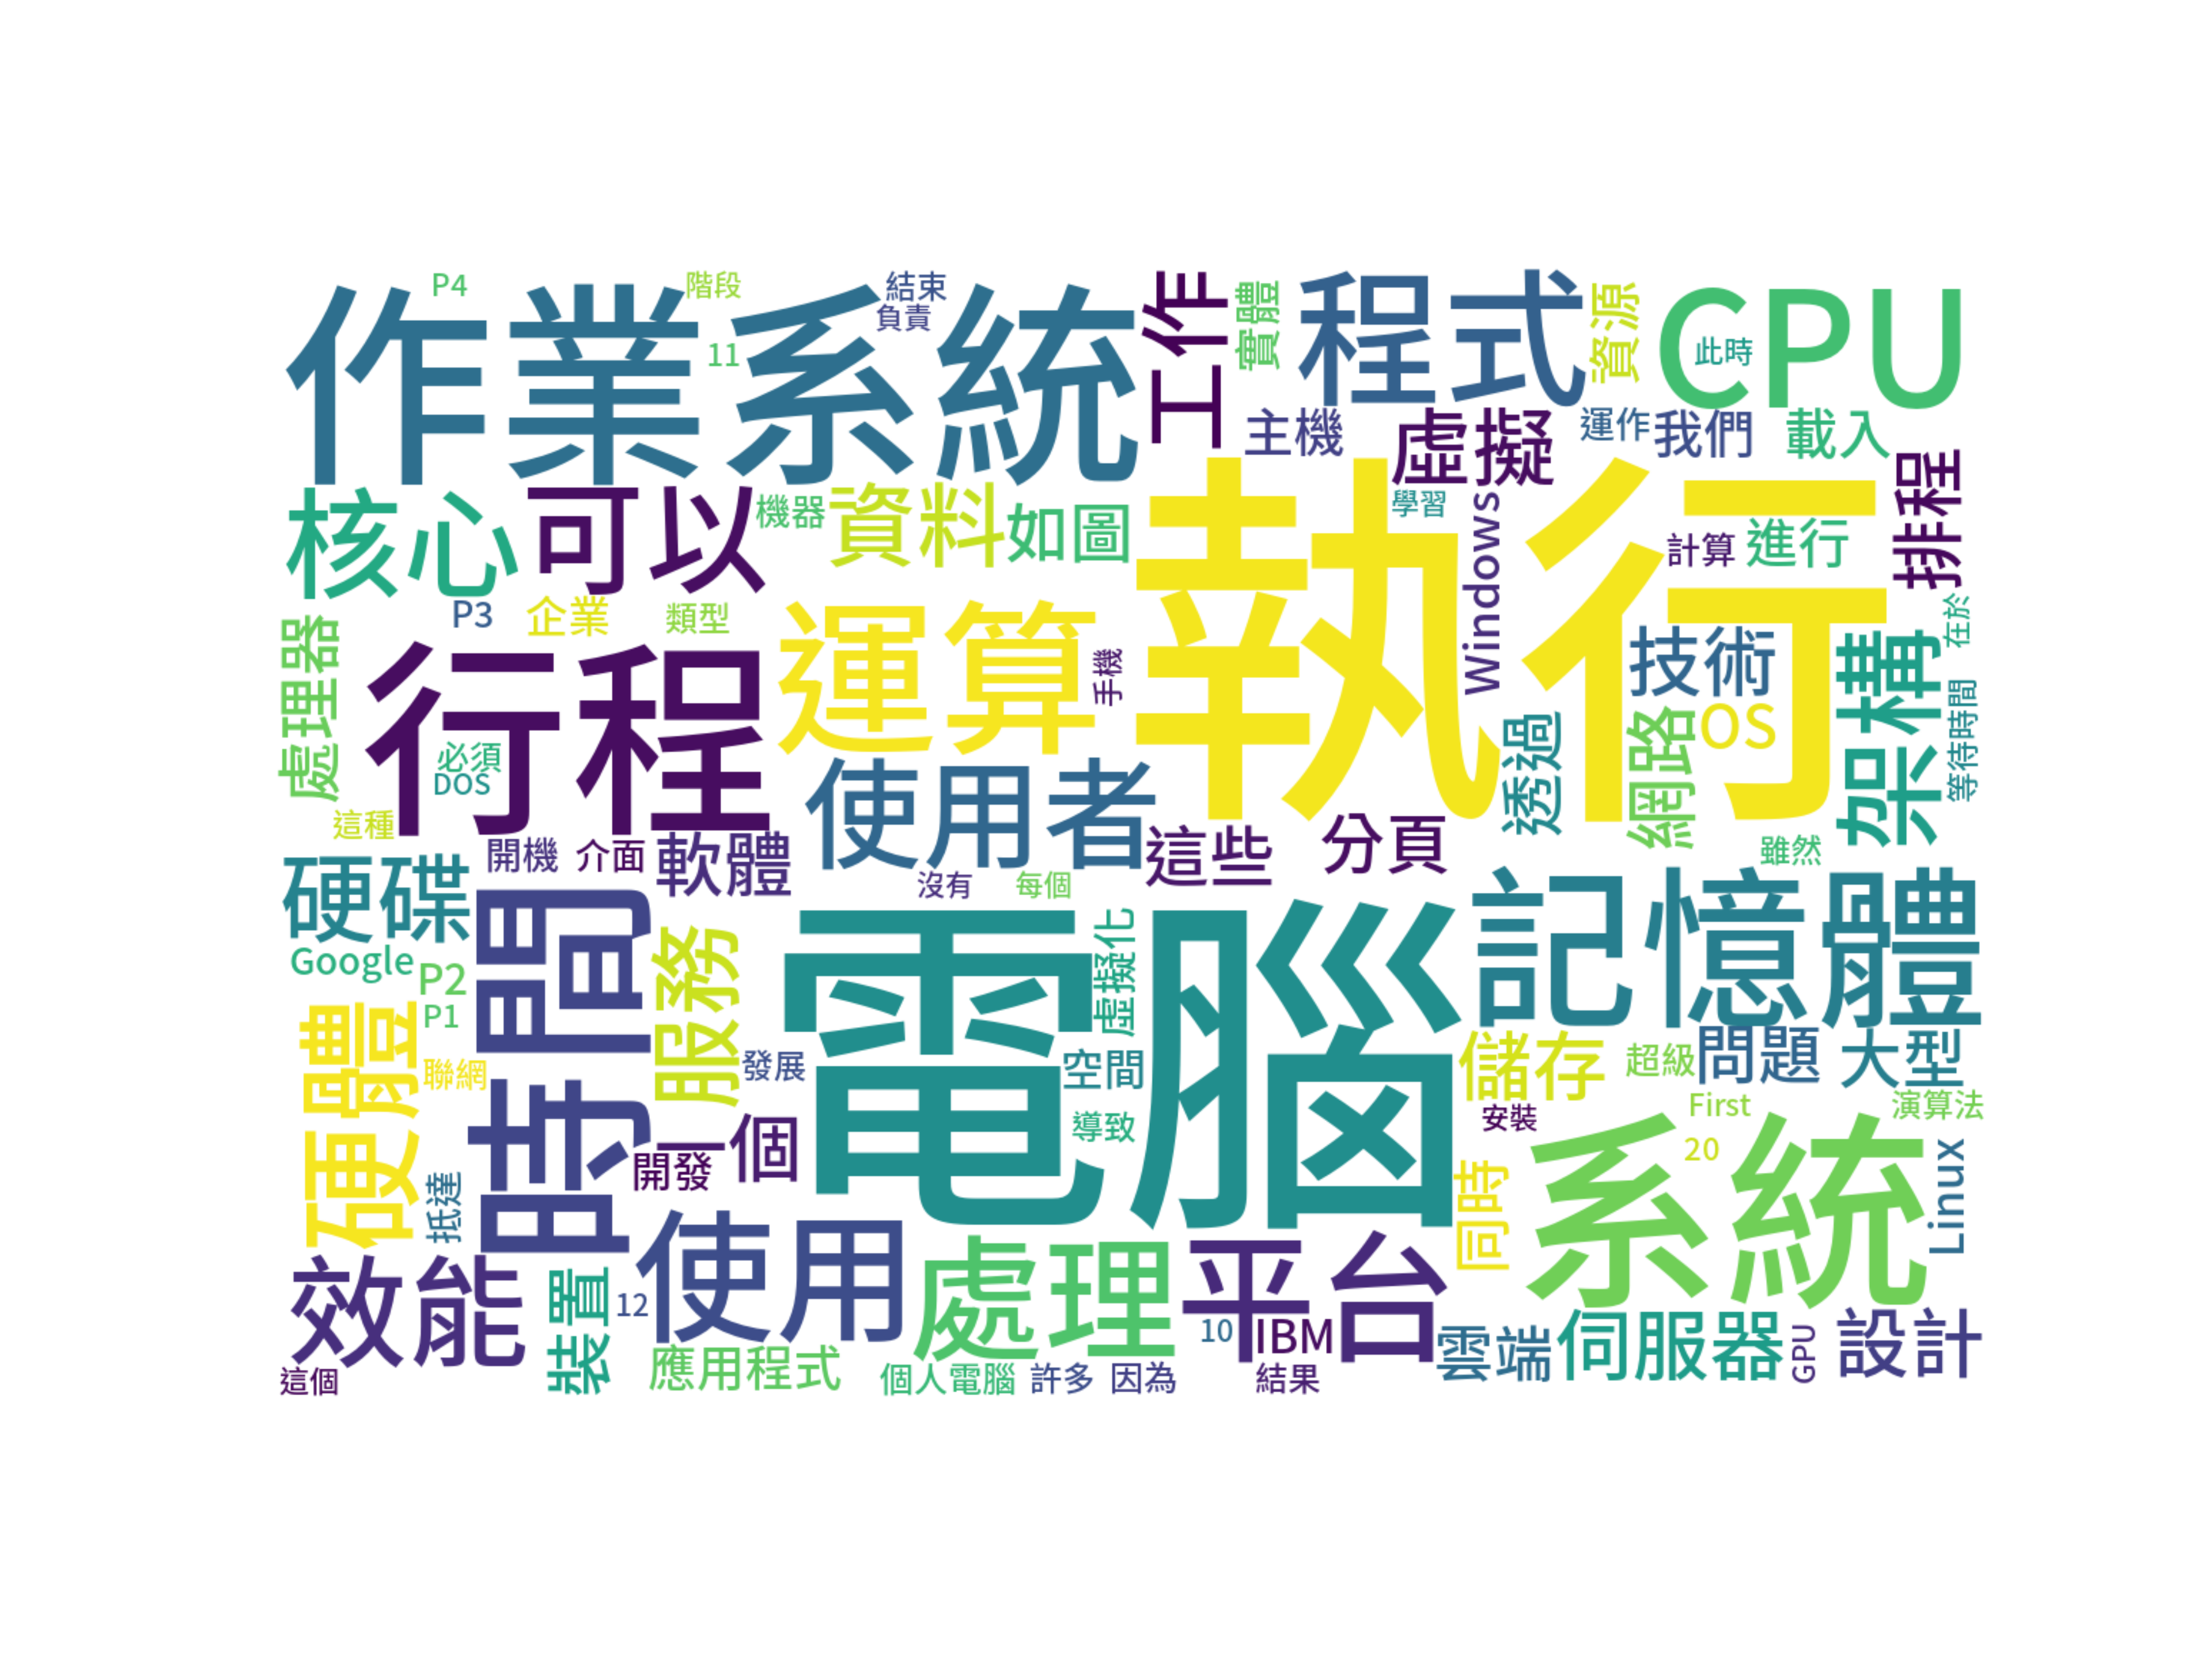 P4
階段
結束
負責
11
作業系統
工作
實體
程式
資源
CPU
此時
主機
虛擬
運作
我們
載入
核心
可以
機器
資料
如圖
執行
學習
Windows
計算
進行
排程
P3
企業
類型
運算
手機
技術
OS
架構
在於
等待時間
處理器
行程
必須
DOS
使用者
透過
網路
這種
開機
介面
軟體
這些
分頁
雖然
硬碟
沒有
每個
記憶體
Google
P2
P1
時間
服務
電腦
虛擬化
硬體
聯網
發展
空間
儲存
超級
問題
大型
導致
安裝
First
演算法
抵達
一個
開發
同時
20
系統
Linux
效能
裝置
12
使用
處理
平台
10
IBM
雲端
伺服器
GPU
設計
這個
應用程式
個人電腦
許多
因為
結果